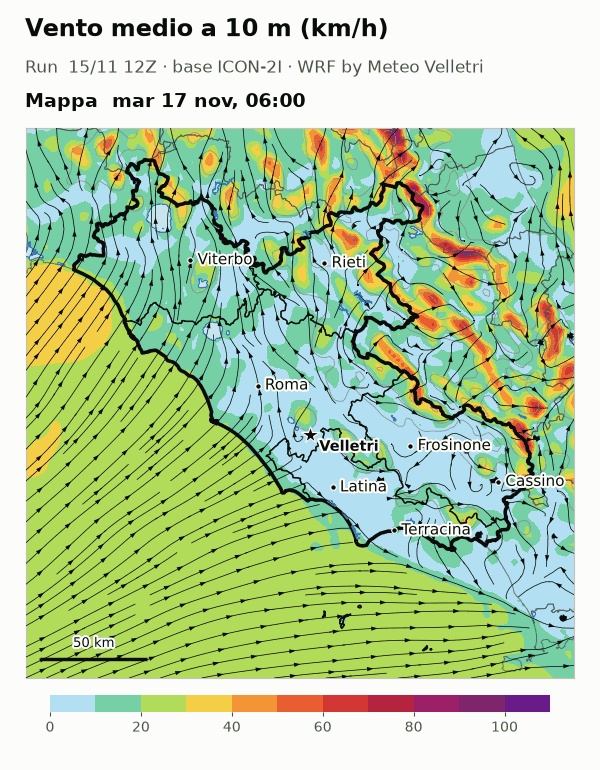 Vento medio a 10 m (km/h)
Run 15/11 12Z · base ICON-2I · WRF by Meteo Velletri
Mappa mar 17 nov, 06:00
Viterbo
Rieti
Roma
Velletri
Frosinone
Cassino
Latina
Terracina
50 km
0 20 40 60 80 100